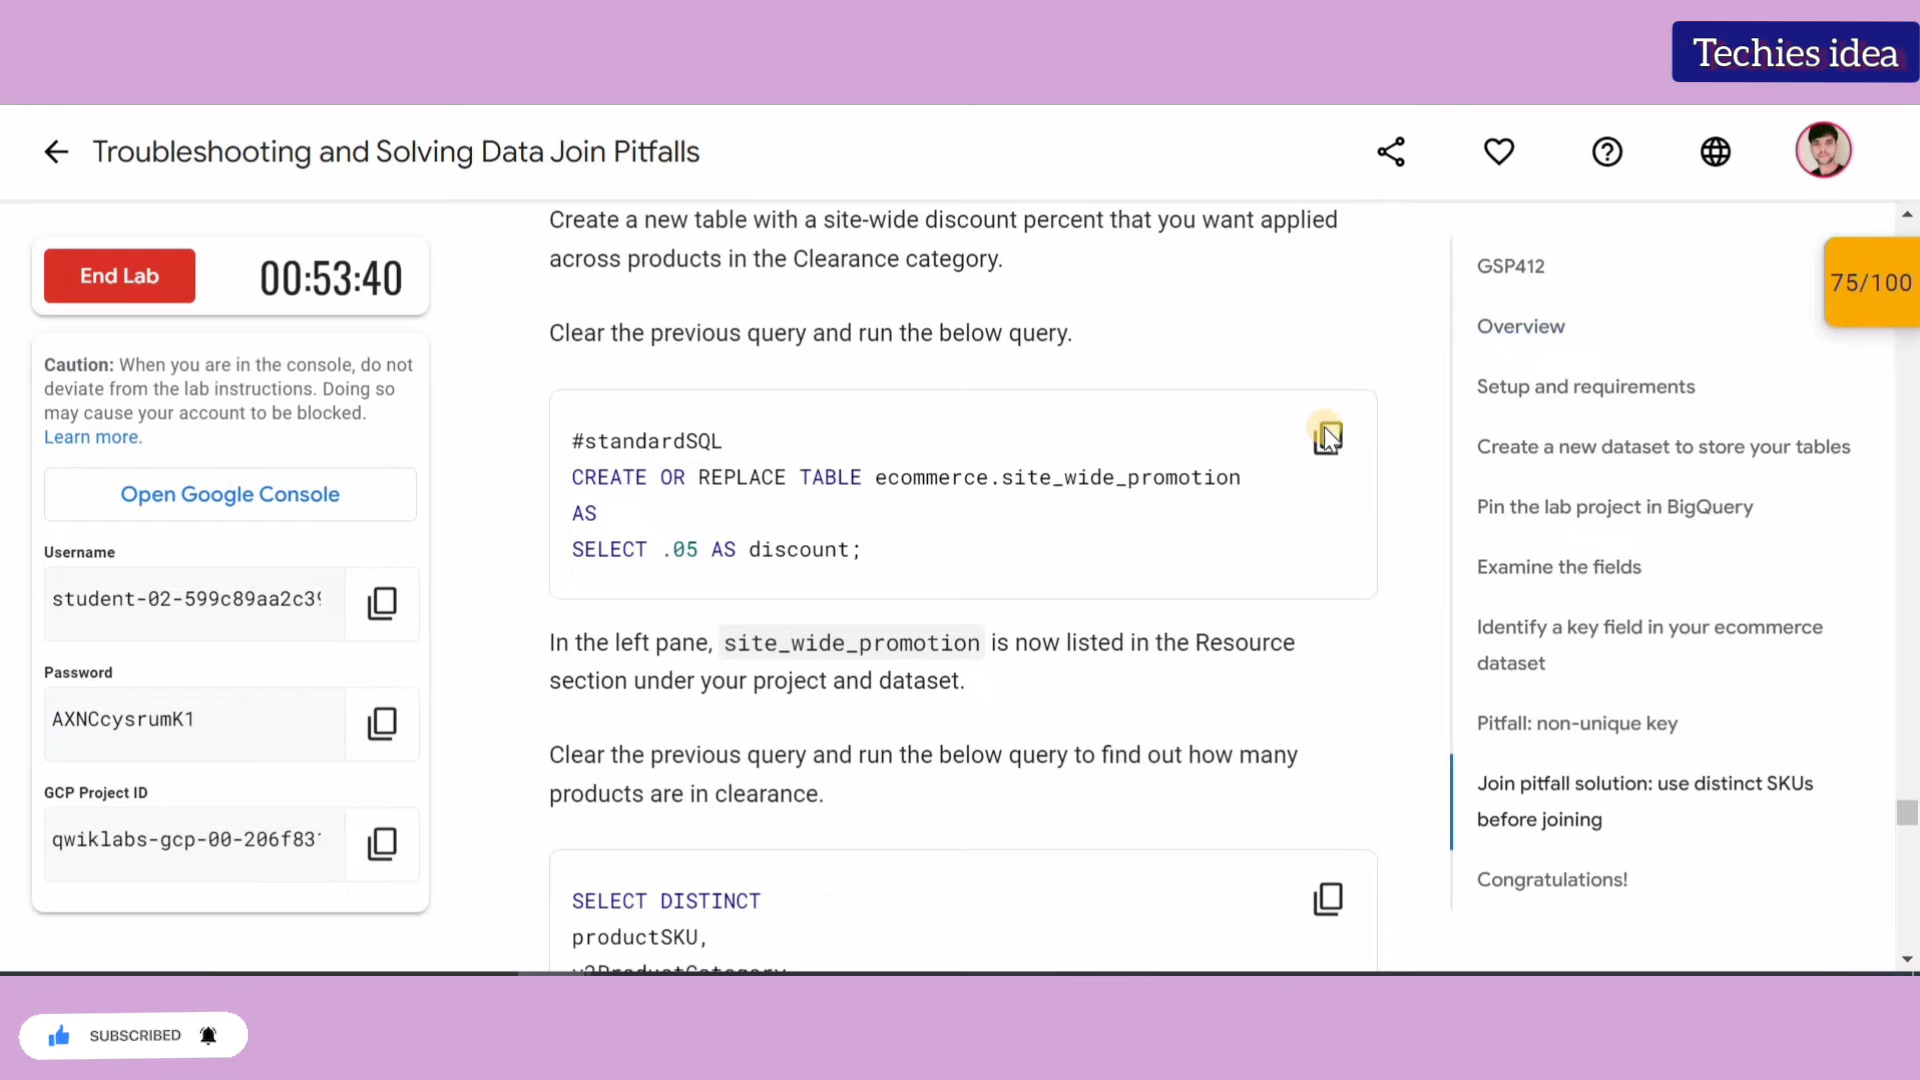 Techies idea
Troubleshooting and Solving Data Join Pitfalls
End Lab
00:53:40
Caution: When you are in the console, do not
deviate from the lab instructions. Doing so
may cause your account to be blocked.
Learn more.
Open Google Console
Username
student-02-599c89aa2c39
Password
AXNCcysrumK1
GCP Project ID
qwiklabs-gcp-00-206f831
Create a new table with a site-wide discount percent that you want applied
across products in the Clearance category.
Clear the previous query and run the below query.
#standardSQL
CREATE OR REPLACE TABLE ecommerce.site_wide_promotion
AS
SELECT .05 AS discount;
In the left pane, site_wide_promotion is now listed in the Resource
section under your project and dataset.
Clear the previous query and run the below query to find out how many
products are in clearance.
SELECT DISTINCT
productSKU,
v2ProductCategory
GSP412
75/100
Overview
Setup and requirements
Create a new dataset to store your tables
Pin the lab project in BigQuery
Examine the fields
Identify a key field in your ecommerce
dataset
Pitfall: non-unique key
Join pitfall solution: use distinct SKUs
before joining
Congratulations!
SUBSCRIBED